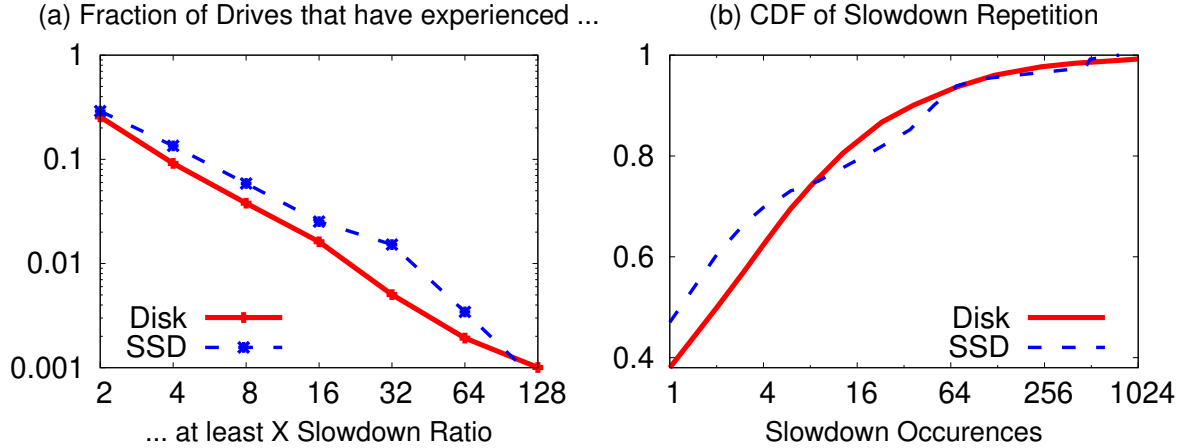 (a) Fraction of Drives that have experienced ...
1
0.1
0.01
0.001
Disk
SSD
2 4 8 16 32 64 128
... at least X Slowdown Ratio
(b) CDF of Slowdown Repetition
1
0.8
0.6
0.4
Disk
SSD
1 4 16 64 256 1024
Slowdown Occurences